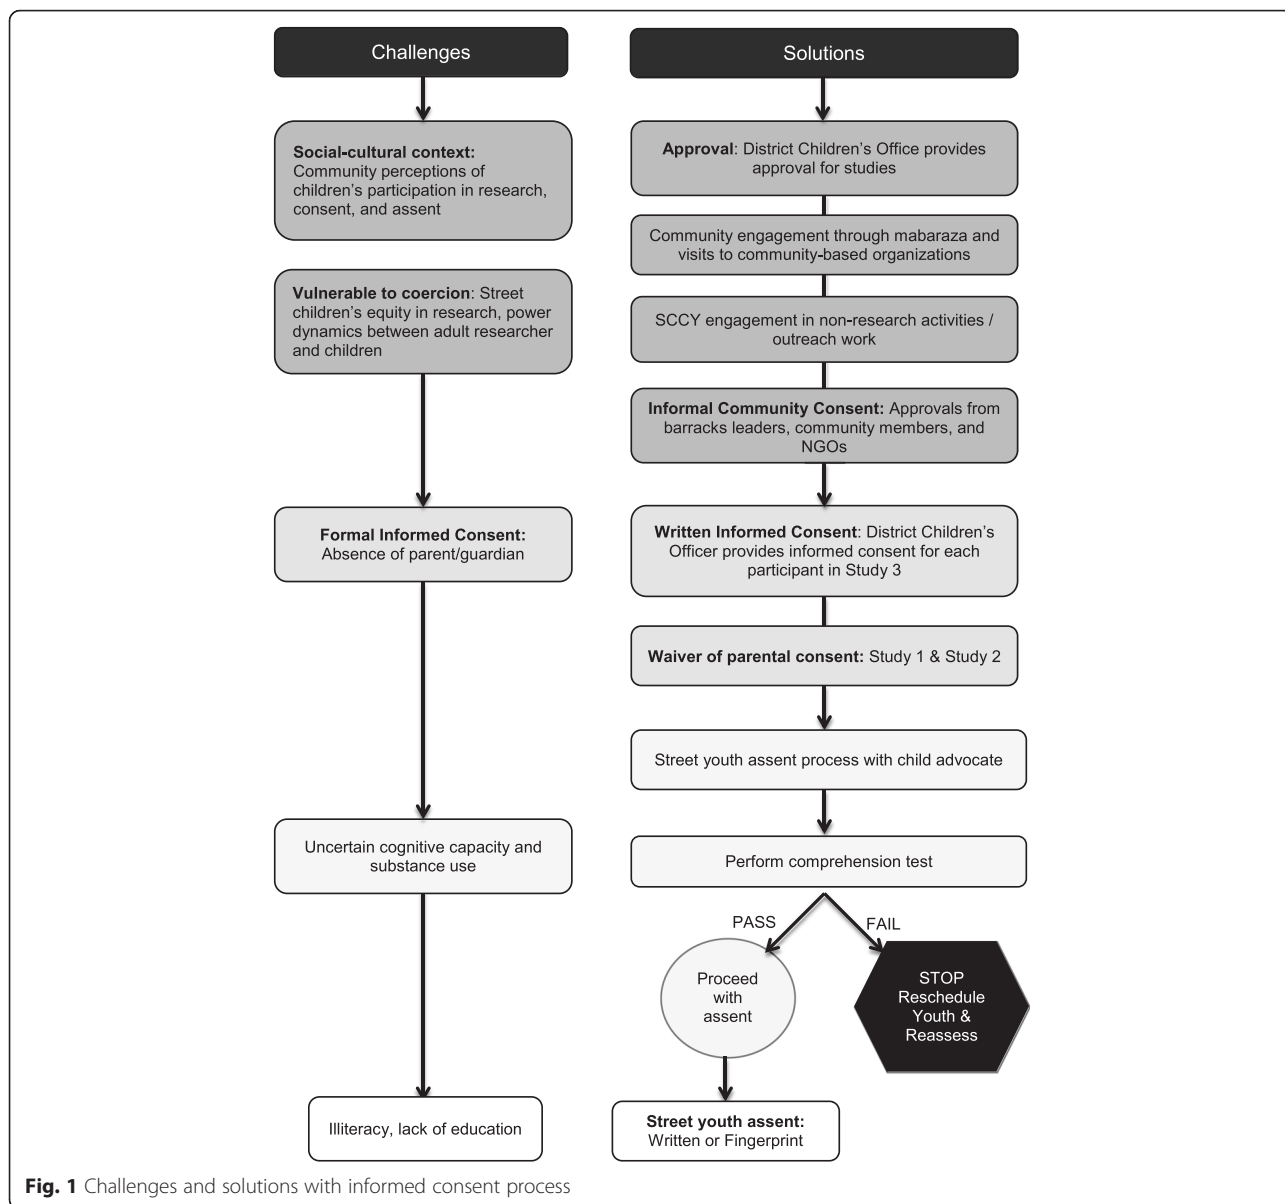 Challenges
Social-cultural context:
Community perceptions of
children's participation in research,
consent, and assent
Vulnerable to coercion: Street
children's equity in research, power
dynamics between adult researcher
and children
Formal Informed Consent:
Absence of parent/guardian
Uncertain cognitive capacity and
substance use
Illiteracy, lack of education
Solutions
Approval: District Children's Office provides
approval for studies
Community engagement through mabaraza and
visits to community-based organizations
SCCY engagement in non-research activities /
outreach work
Informal Community Consent: Approvals from
barracks leaders, community members, and
NGOs
Written Informed Consent: District Children's
Officer provides informed consent for each
participant in Study 3
Waiver of parental consent: Study 1 & Study 2
Street youth assent process with child advocate
Perform comprehension test
PASS
FAIL
Proceed
with
assent
STOP
Reschedule
Youth &
Reassess
Street youth assent:
Written or Fingerprint
Fig. 1 Challenges and solutions with informed consent process